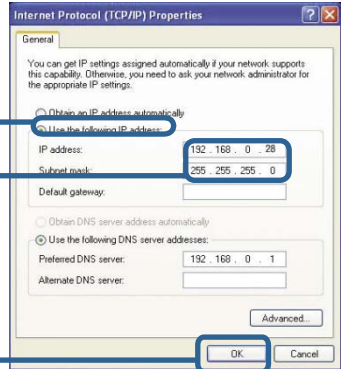 Internet Protocol (TCP/IP) Properties
General
You can get IP settings assigned automatically if your network supports
this capability. Otherwise, you need to ask your network administrator for
the appropriate IP settings.
Obtain an IP address automatically
Use the following IP address:
IP address: 192 . 168 . 0 . 28
Subnet mask: 255 . 255 . 255 . 0
Default gateway:
Obtain DNS server address automatically
Use the following DNS server addresses:
Preferred DNS server: 192 . 168 . 0 . 1
Alternate DNS server:
Advanced...
OK Cancel